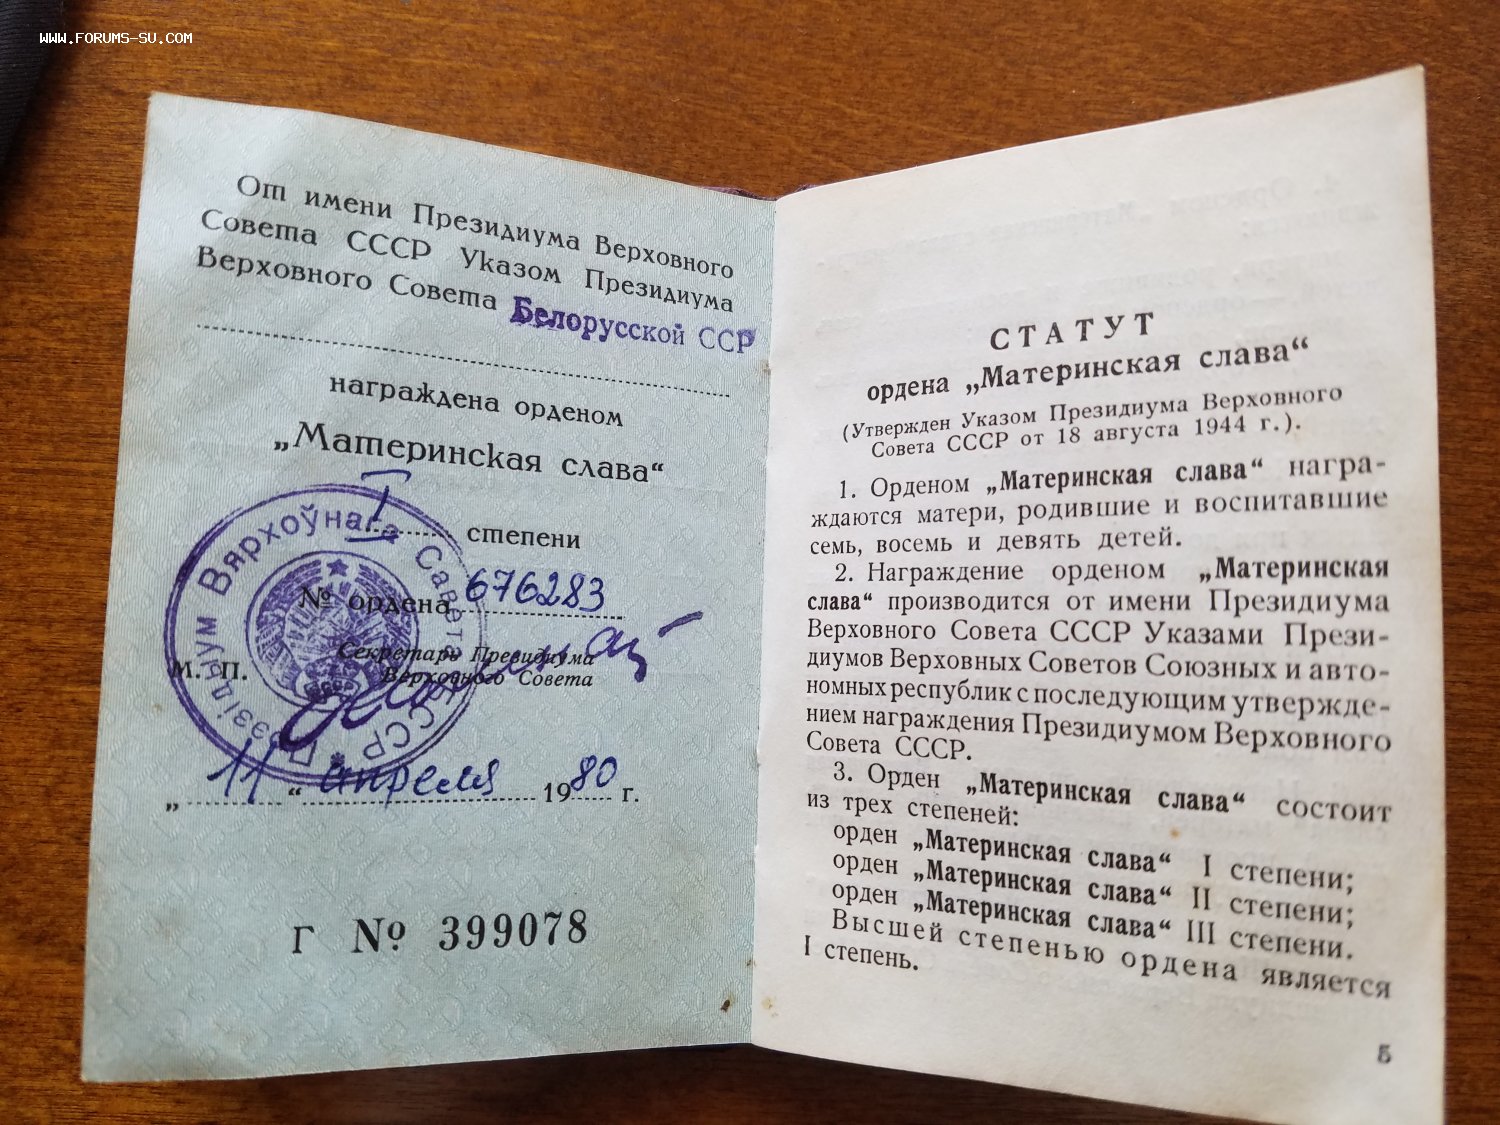 WWW.FORUMS-SU.COM
От имени Президиума Верховного
Совета СССР Указом Президиума
Верховного Совета Белорусской ССР
награждена орденом
„Материнская слава“
I степени
№ ордена 676283
Секретарь Президиума
Верховного Совета
М. П.
Прэзідыум Вярхоўнага Савета БССР
„11“ апреля 1980 г.
Г № 399078
СТАТУТ
ордена „Материнская слава“
(Утвержден Указом Президиума Верховного
Совета СССР от 18 августа 1944 г.).
1. Орденом „Материнская слава“ награ-
ждаются матери, родившие и воспитавшие
семь, восемь и девять детей.
2. Награждение орденом „Материнская
слава“ производится от имени Президиума
Верховного Совета СССР Указами Прези-
диумов Верховных Советов Союзных и авто-
номных республик с последующим утвержде-
нием награждения Президиумом Верховного
Совета СССР.
3. Орден „Материнская слава“ состоит
из трех степеней:
орден „Материнская слава“ I степени;
орден „Материнская слава“ II степени;
орден „Материнская слава“ III степени.
Высшей степенью ордена является
I степень.
5